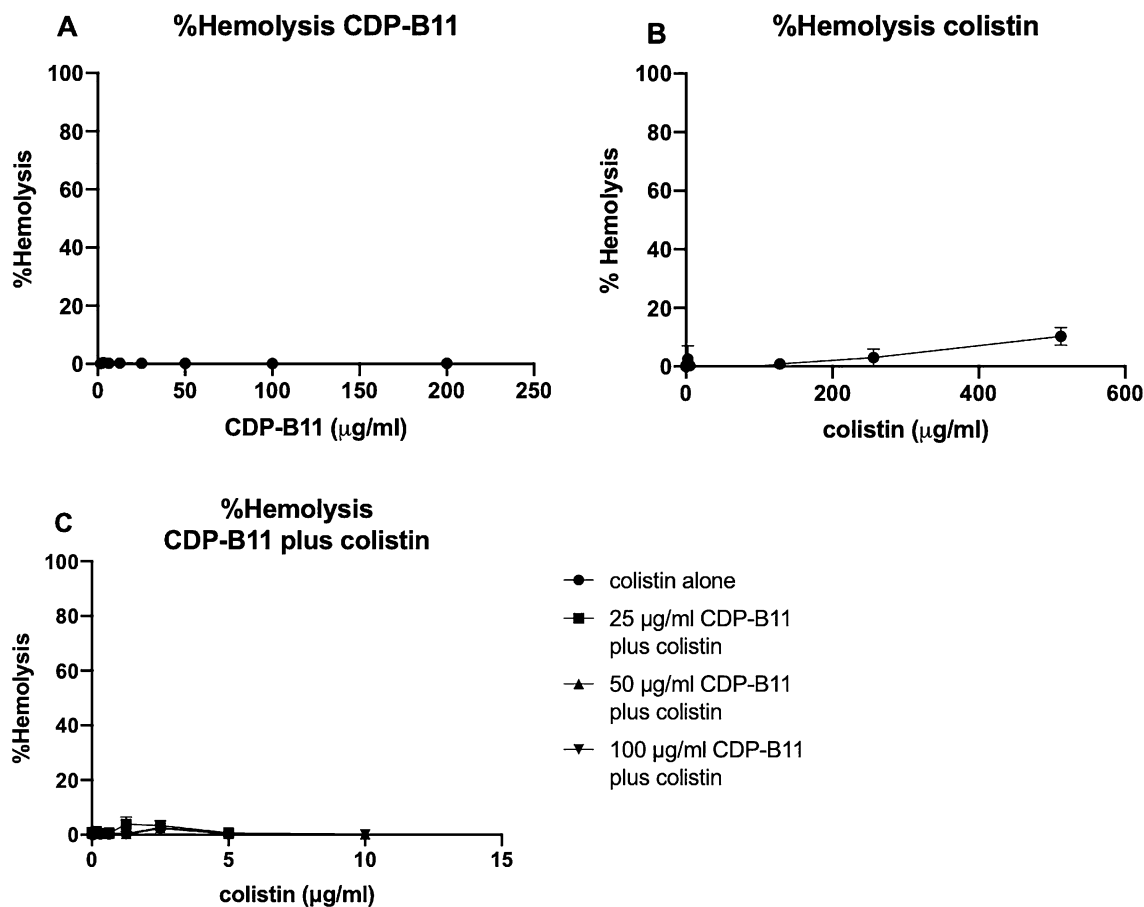 A
%Hemolysis CDP-B11
100
80
60
40
20
0
%Hemolysis
0 50 100 150 200 250
CDP-B11 (μg/ml)
B
%Hemolysis colistin
100
80
60
40
20
0
% Hemolysis
0 200 400 600
colistin (μg/ml)
C
%Hemolysis
CDP-B11 plus colistin
100
80
60
40
20
0
%Hemolysis
0 5 10 15
colistin (μg/ml)
colistin alone
25 μg/ml CDP-B11
plus colistin
50 μg/ml CDP-B11
plus colistin
100 μg/ml CDP-B11
plus colistin